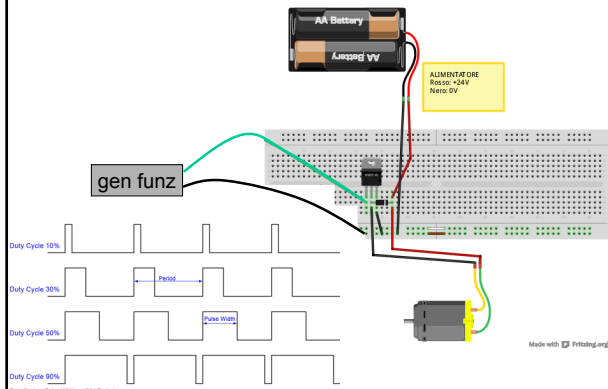 AA Battery
AA Battery
ALIMENTATORE
Rosso: +24V
Nero: 0V
gen funz
Duty Cycle 10%
Duty Cycle 30%
Period
Duty Cycle 50%
Pulse Width
Duty Cycle 90%
Made with Fritzing.org